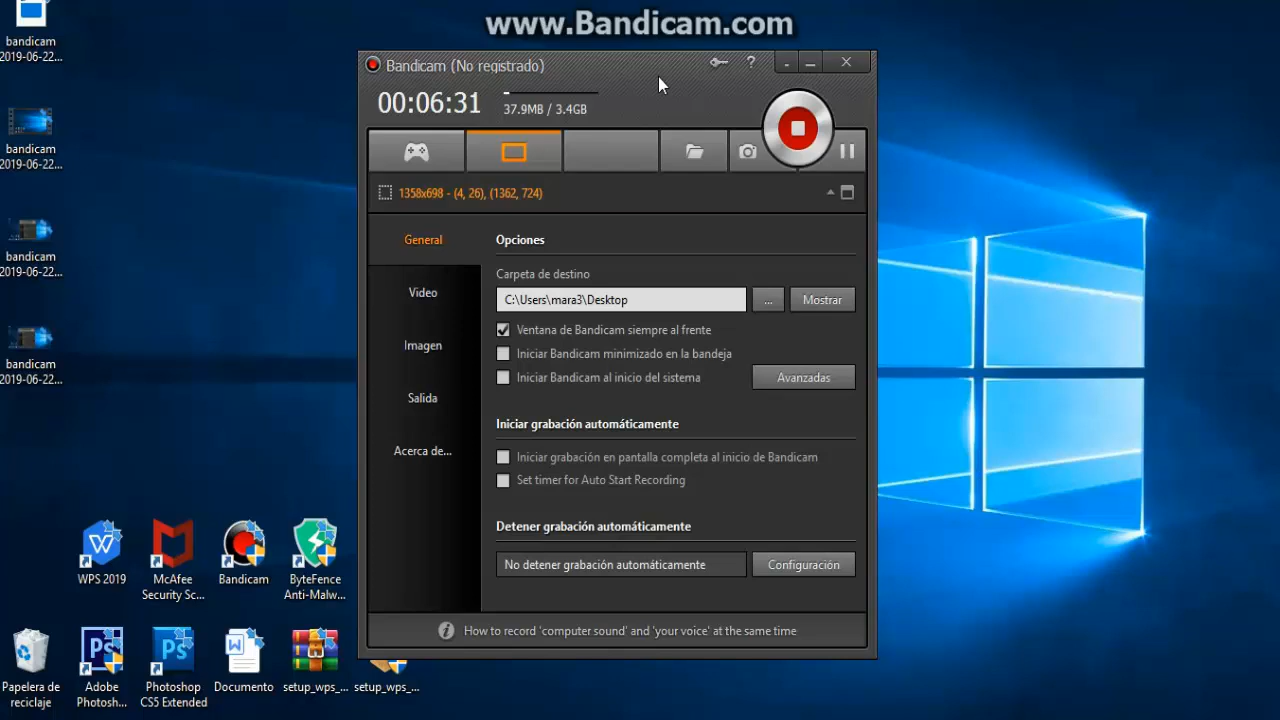 www.Bandicam.com
bandicam
2019-06-22...
bandicam
2019-06-22...
bandicam
2019-06-22...
bandicam
2019-06-22...
Bandicam (No registrado)
?
00:06:31
37.9MB / 3.4GB
1358x698 - (4, 26), (1362, 724)
General
Video
Imagen
Salida
Acerca de...
Opciones
Carpeta de destino
C:\Users\mara3\Desktop
...
Mostrar
Ventana de Bandicam siempre al frente
Iniciar Bandicam minimizado en la bandeja
Iniciar Bandicam al inicio del sistema
Avanzadas
Iniciar grabación automáticamente
Iniciar grabación en pantalla completa al inicio de Bandicam
Set timer for Auto Start Recording
Detener grabación automáticamente
No detener grabación automáticamente
Configuración
How to record 'computer sound' and 'your voice' at the same time
WPS 2019
McAfee
Security Sc...
Bandicam
ByteFence
Anti-Malw...
Papelera de
reciclaje
Adobe
Photosh...
Photoshop
CS5 Extended
Documento
setup_wps_...
setup_wps_...